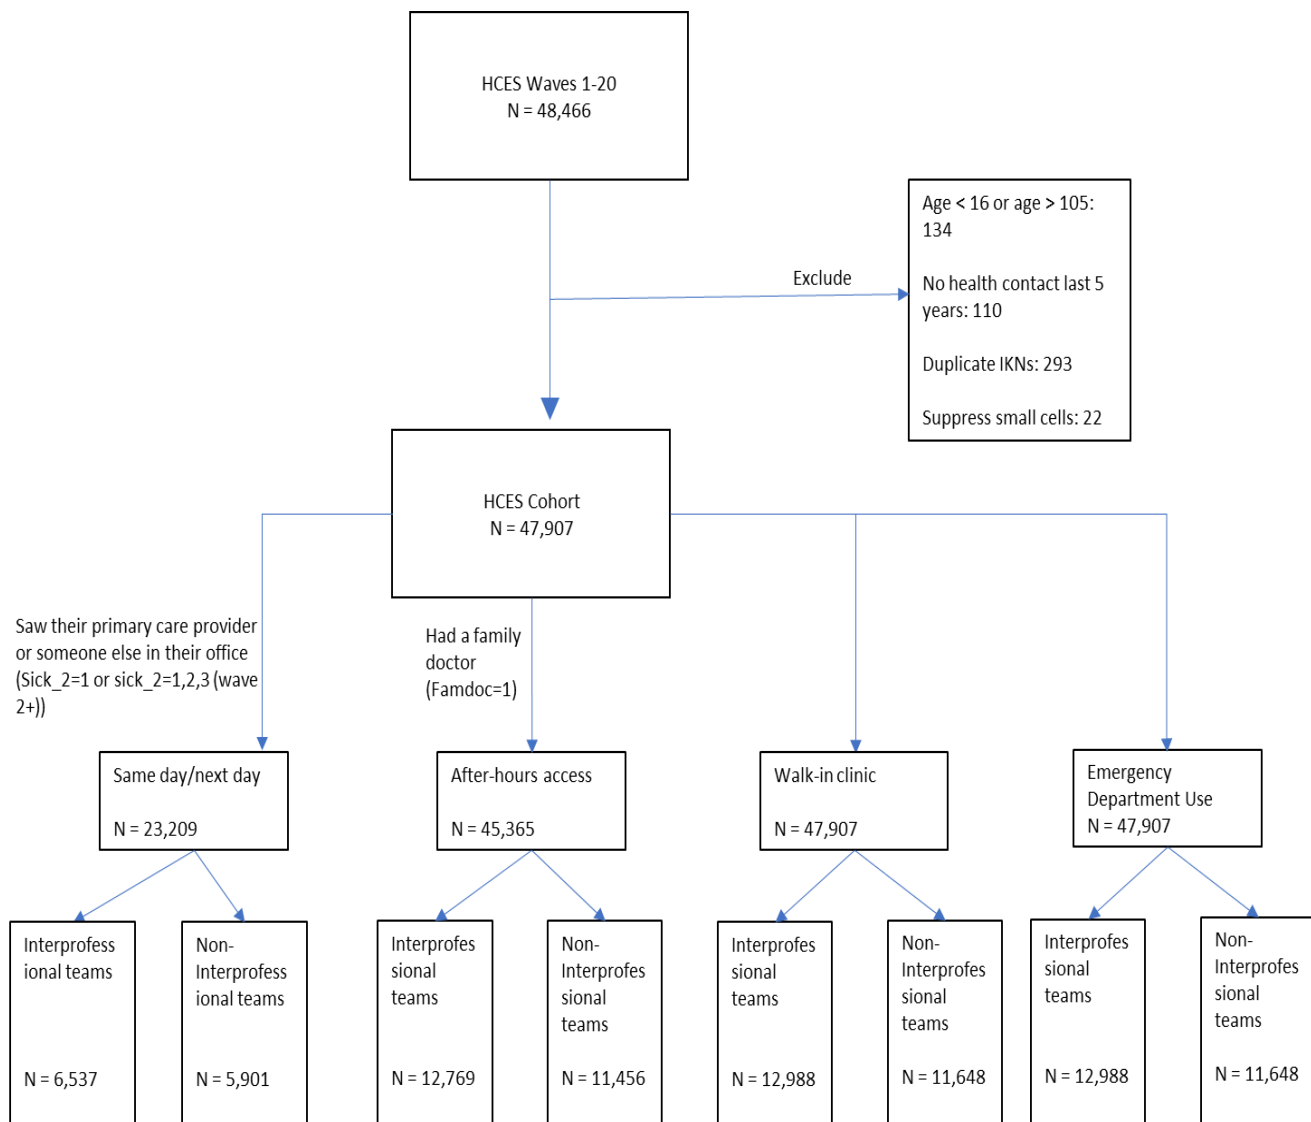 HCES Waves 1-20
N = 48,466
Age < 16 or age > 105:
134
No health contact last 5
years: 110
Duplicate IKNs: 293
Suppress small cells: 22
Exclude
HCES Cohort
N = 47,907
Saw their primary care provider
or someone else in their office
(Sick_2=1 or sick_2=1,2,3 (wave
2+))
Had a family
doctor
(Famdoc=1)
Same day/next day
N = 23,209
After-hours access
N = 45,365
Walk-in clinic
N = 47,907
Emergency
Department Use
N = 47,907
Interprofess
ional teams
N = 6,537
Non-
Interprofess
ional teams
N = 5,901
Interprofes
sional
teams
N = 12,769
Non-
Interprofes
sional
teams
N = 11,456
Interprofes
sional
teams
N = 12,988
Non-
Interprofes
sional
teams
N = 11,648
Interprofes
sional
teams
N = 12,988
Non-
Interprofes
sional
teams
N = 11,648